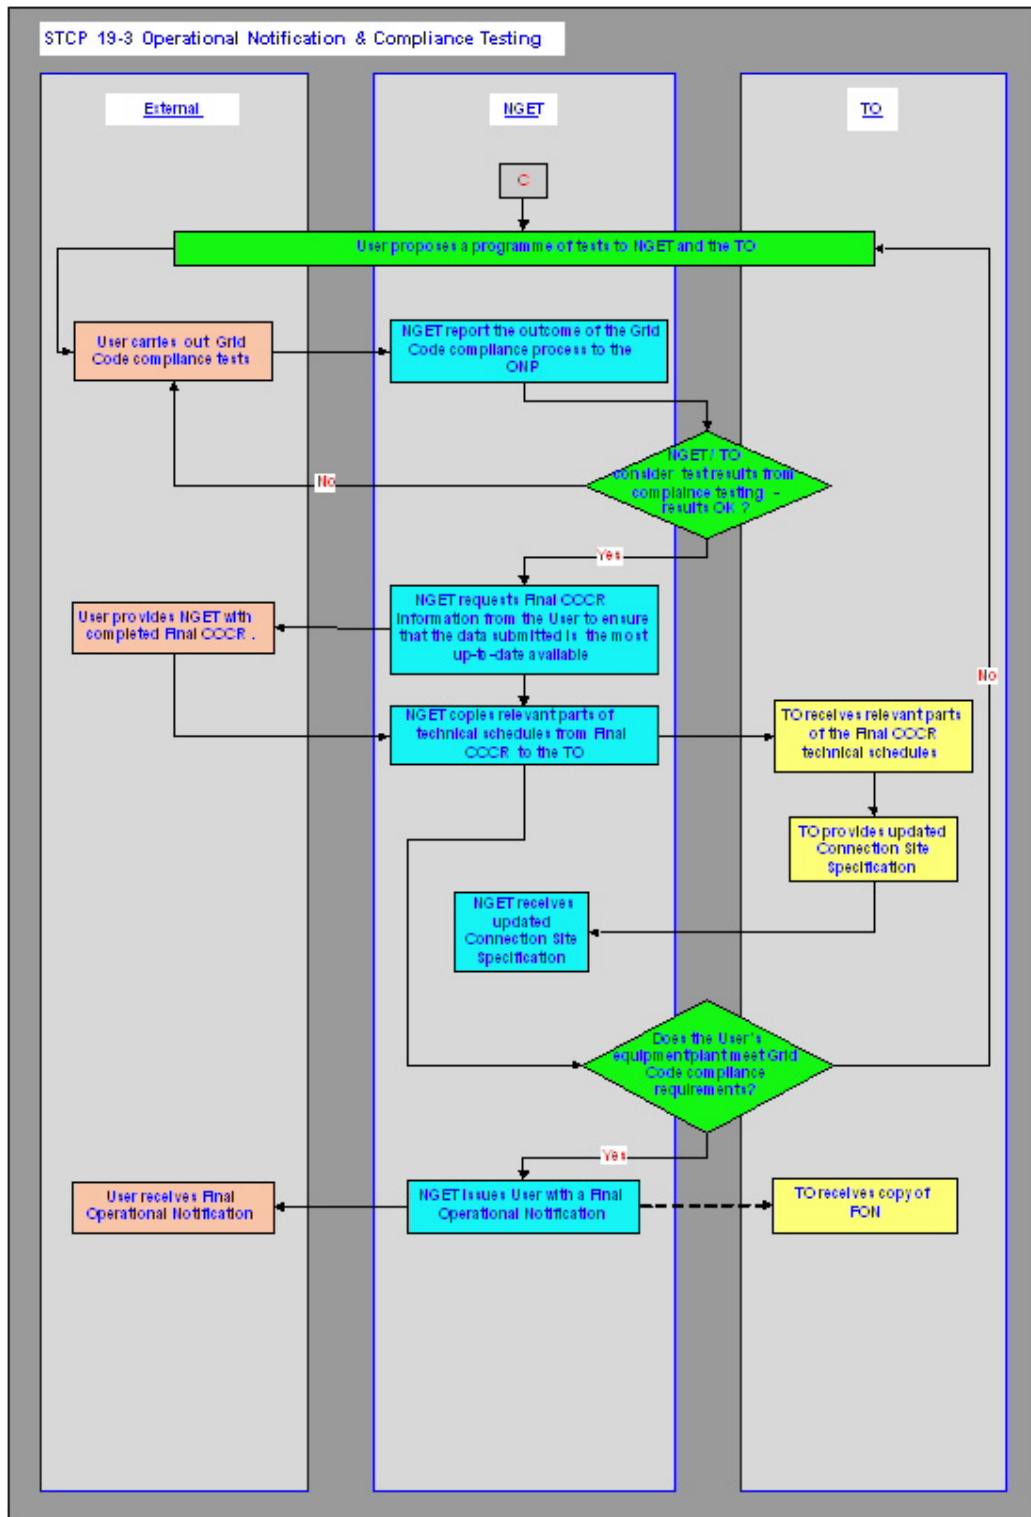 STCP 19-3 Operational Notification & Compliance Testing
External
NGET
TO
C
User proposes a programme of tests to NGET and the TO
User carries out Grid
Code compliance tests
NGET report the outcome of the Grid
Code compliance process to the
ONP
NGET / TO
consider test results from
complaince testing -
results OK ?
No
Yes
NGET requests Final CCCR
Information from the User to ensure
that the data submitted is the most
up-to-date available
User provides NGET with
completed Final CCCR .
No
NGET copies relevant parts of
technical schedules from Final
CCCR to the TO
TO receives relevant parts
of the Final CCCR
technical schedules
TO provides updated
Connection Site
Specification
NGET receives
updated
Connection Site
Specification
Does the User's
equipment/plant meet Grid
Code compliance
requirements?
Yes
User receives Final
Operational Notification
NGET Issues User with a Final
Operational Notification
TO receives copy of
FON